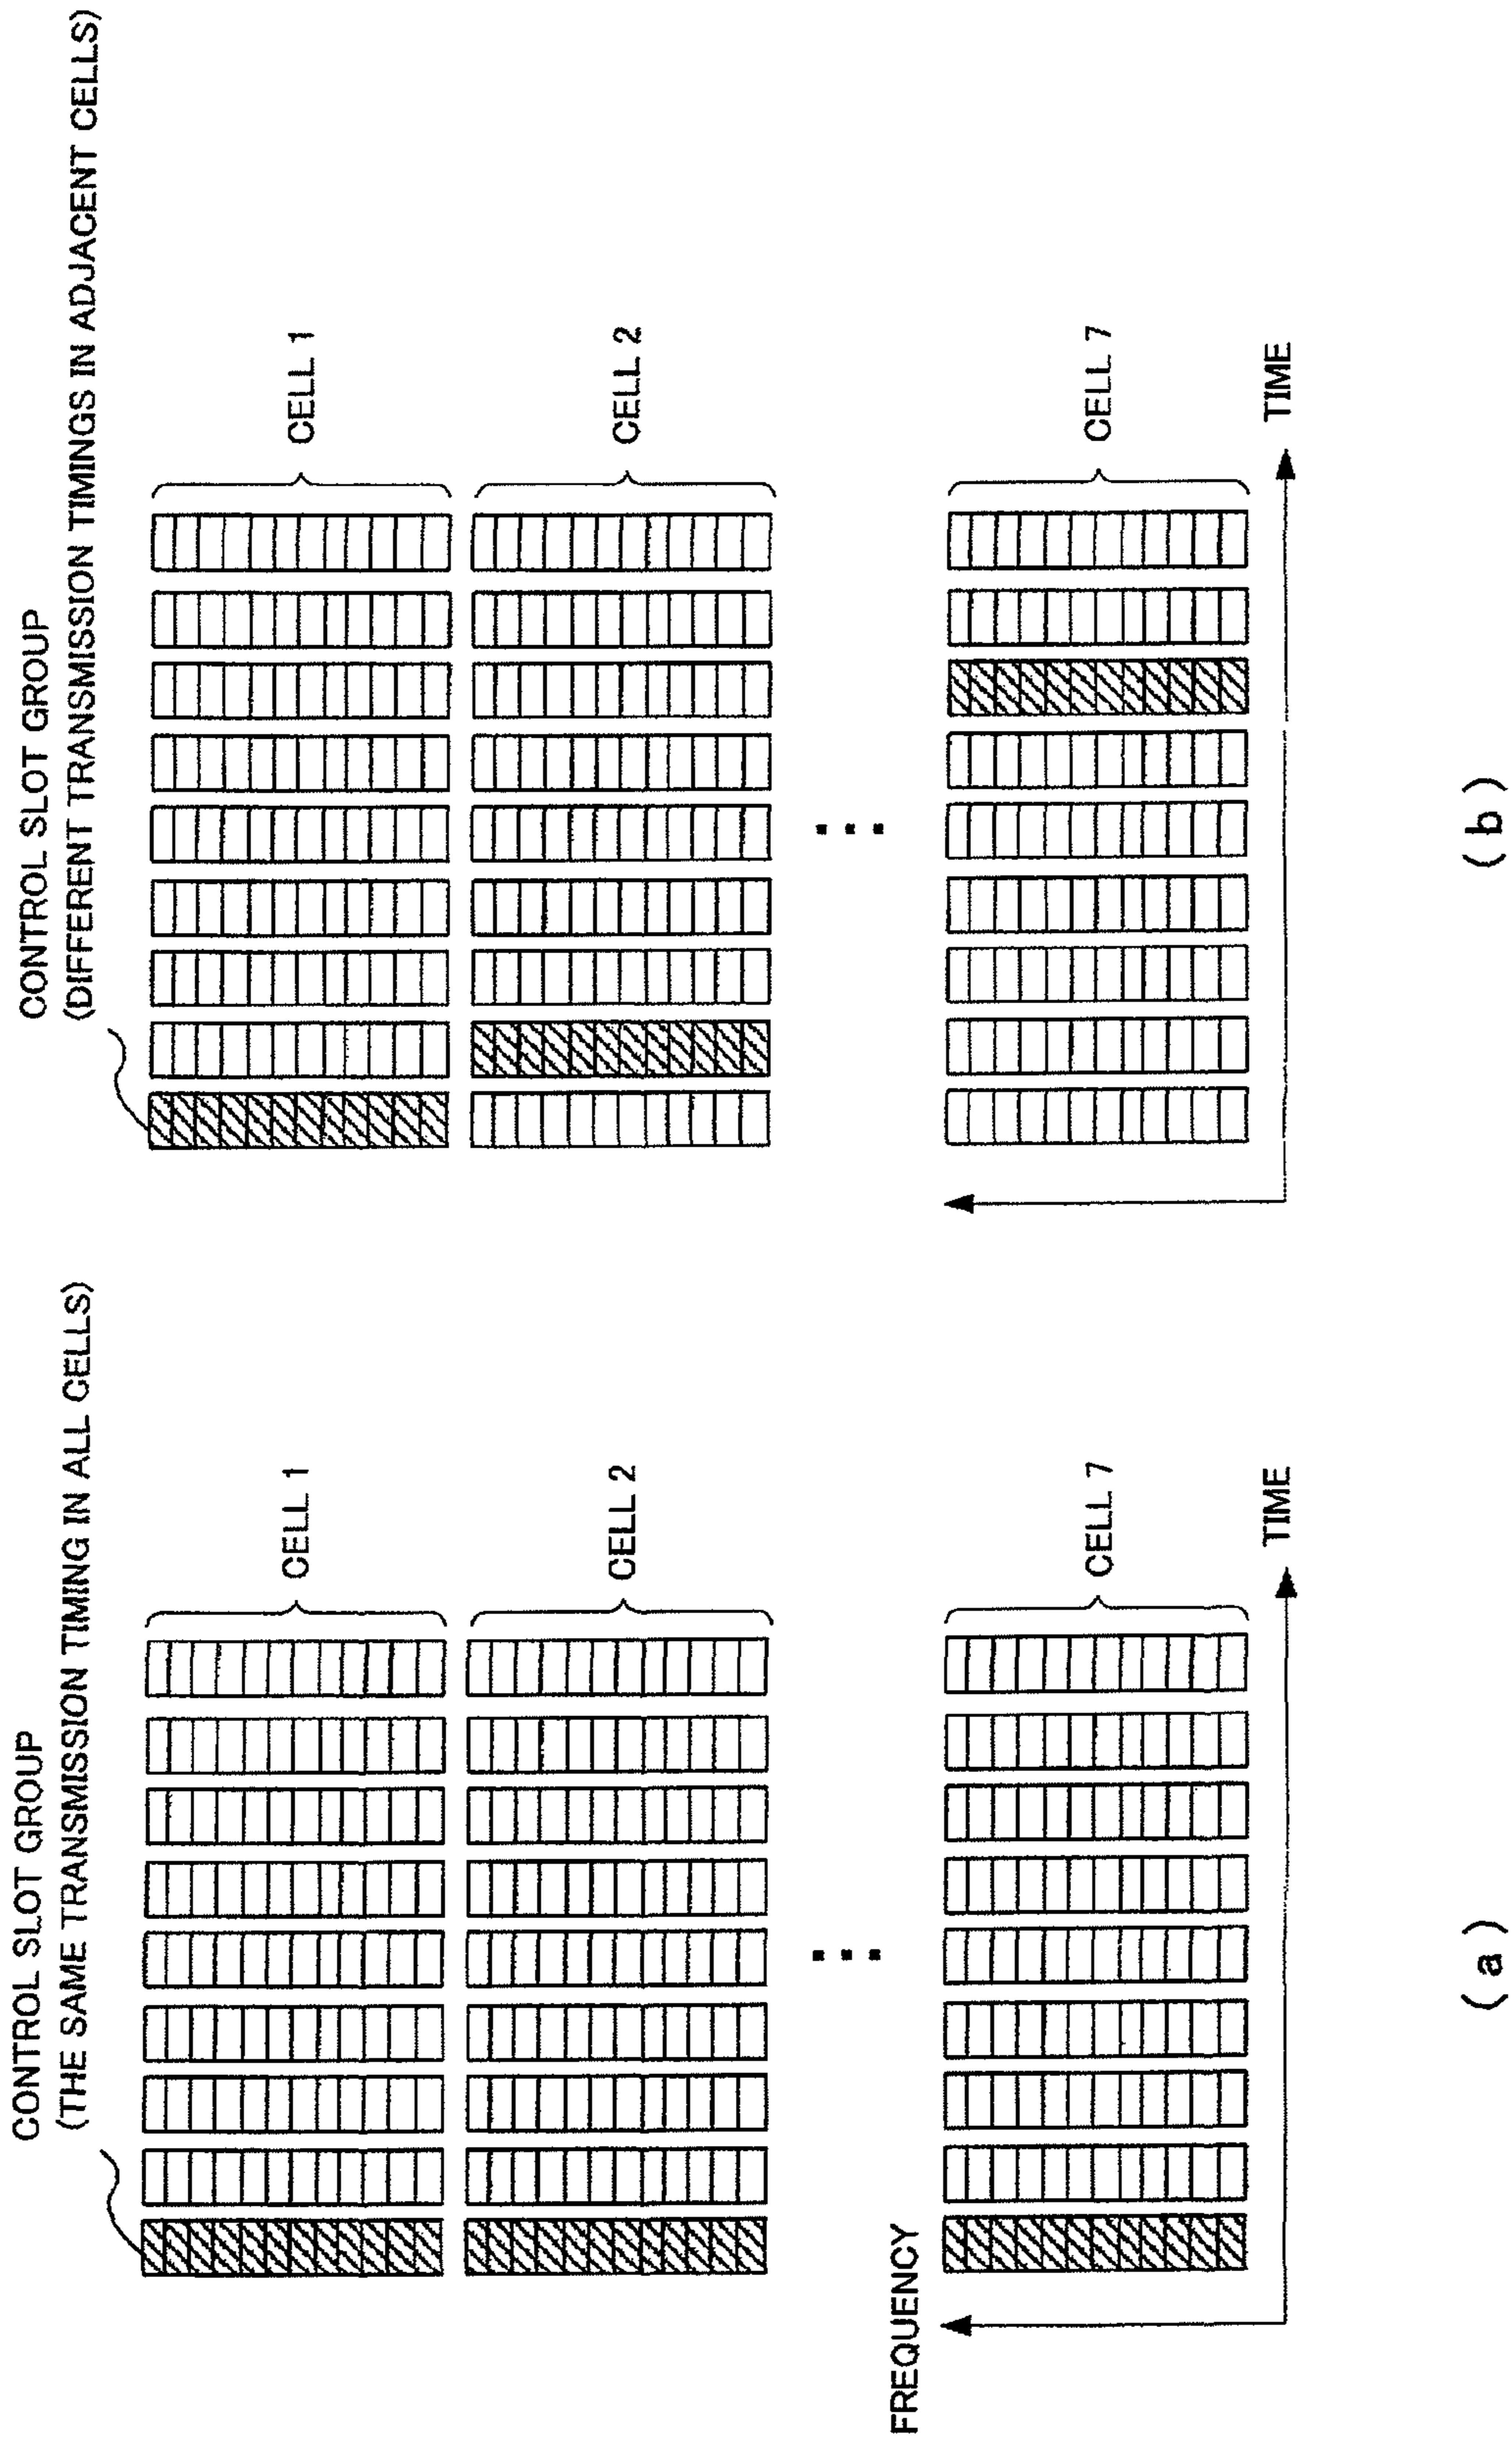 CONTROL SLOT GROUP
(THE SAME TRANSMISSION TIMING IN ALL CELLS)
CELL 1
CELL 2
CELL 7
FREQUENCY
TIME
(a)
CONTROL SLOT GROUP
(DIFFERENT TRANSMISSION TIMINGS IN ADJACENT CELLS)
CELL 1
CELL 2
CELL 7
TIME
(b)